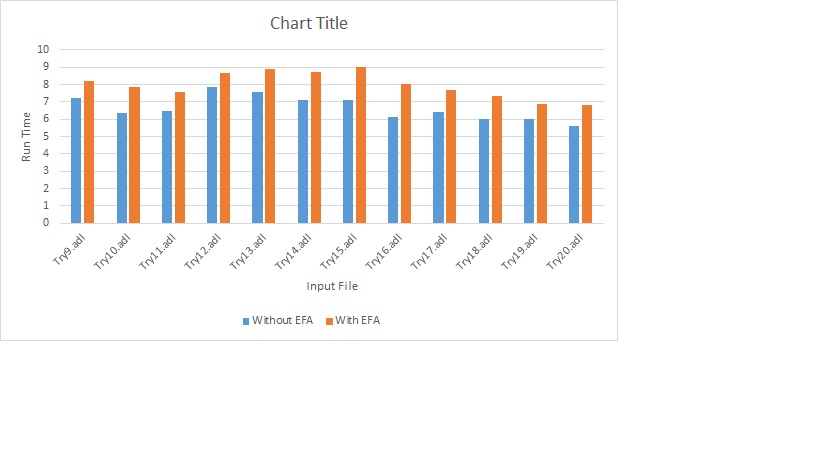 Chart Title
10
9
8
7
6
5
4
3
2
1
0
Run Time
Try9.adl
Try10.adl
Try11.adl
Try12.adl
Try13.adl
Try14.adl
Try15.adl
Try16.adl
Try17.adl
Try18.adl
Try19.adl
Try20.adl
Input File
Without EFA
With EFA